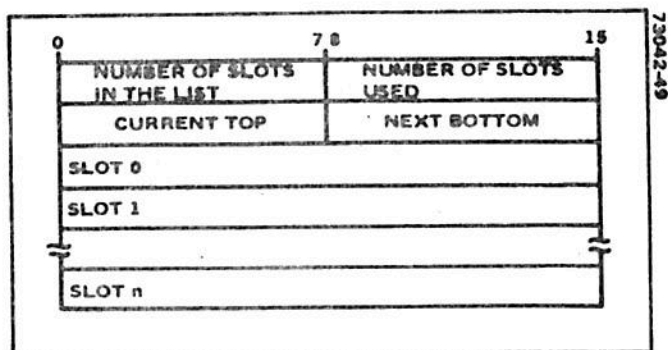 0 7 8 15
NUMBER OF SLOTS NUMBER OF SLOTS
IN THE LIST USED
CURRENT TOP NEXT BOTTOM
SLOT 0
SLOT 1
SLOT n
73042-49